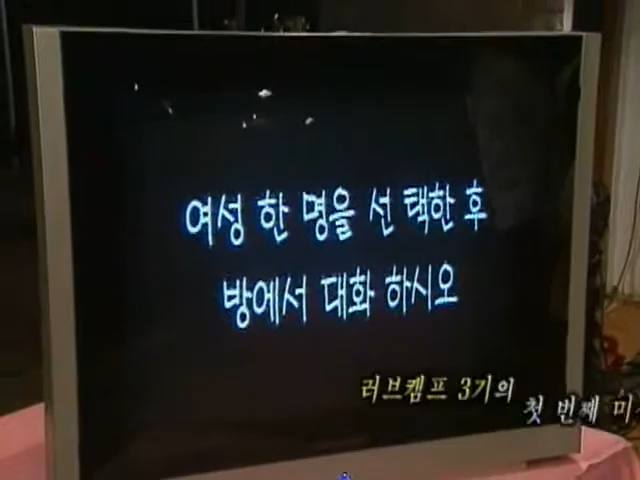 여성 한 명을 선택한 후
방에서 대화 하시오
러브캠프 3기의
첫 번째